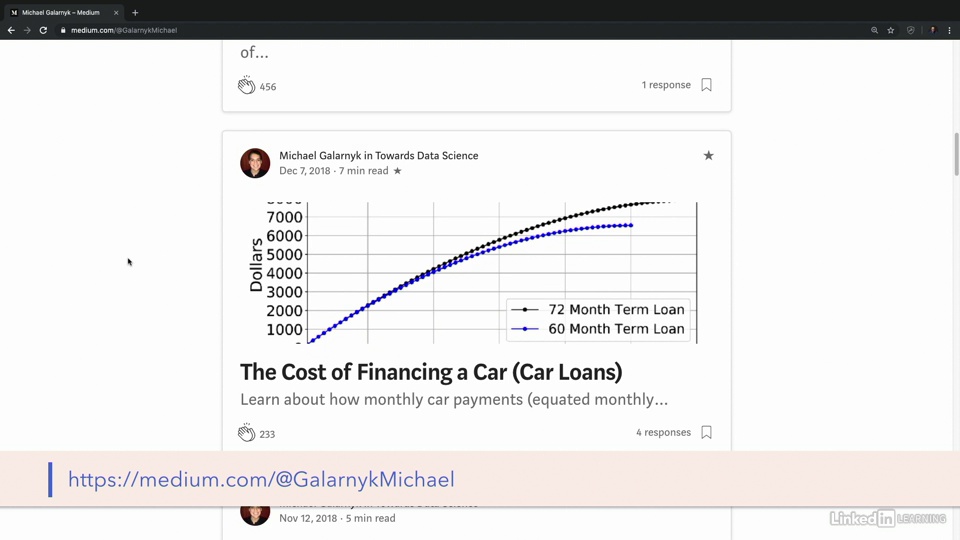 Michael Galarnyk – Medium
medium.com/@GalarnykMichael
of...
456
1 response
Michael Galarnyk in Towards Data Science
Dec 7, 2018 · 7 min read
7000
6000
5000
4000
3000
2000
1000
Dollars
72 Month Term Loan
60 Month Term Loan
The Cost of Financing a Car (Car Loans)
Learn about how monthly car payments (equated monthly...
233
4 responses
https://medium.com/@GalarnykMichael
Nov 12, 2018 · 5 min read
LinkedIn LEARNING